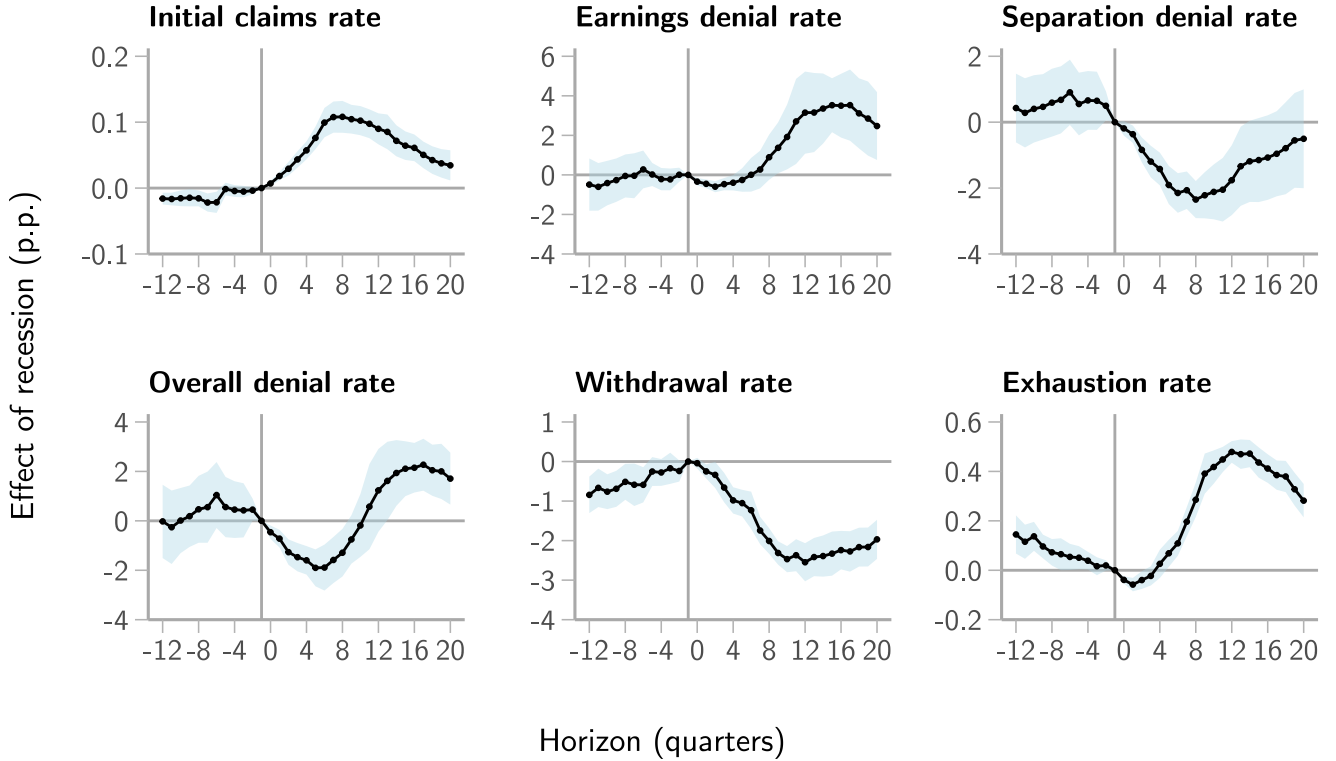 Initial claims rate
Earnings denial rate
Separation denial rate
0.2
0.1
0.0
-0.1
-12 -8 -4 0 4 8 12 16 20
6
4
2
0
-2
-4
-12 -8 -4 0 4 8 12 16 20
2
0
-2
-4
-12 -8 -4 0 4 8 12 16 20
Effect of recession (p.p.)
Overall denial rate
Withdrawal rate
Exhaustion rate
4
2
0
-2
-4
-12 -8 -4 0 4 8 12 16 20
1
0
-1
-2
-3
-4
-12 -8 -4 0 4 8 12 16 20
0.6
0.4
0.2
0.0
-0.2
-12 -8 -4 0 4 8 12 16 20
Horizon (quarters)